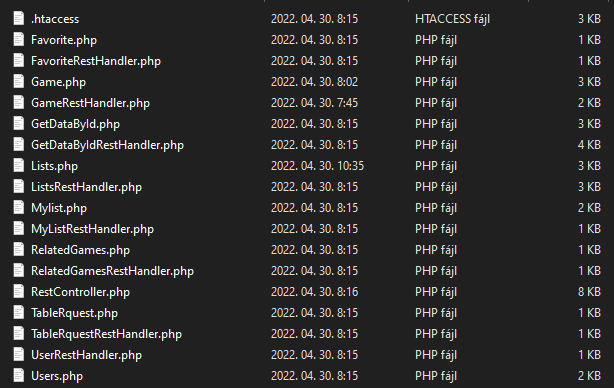 .htaccess 2022. 04. 30. 8:15 HTACCESS fájl 3 KB
Favorite.php 2022. 04. 30. 8:15 PHP fájl 1 KB
FavoriteRestHandler.php 2022. 04. 30. 8:15 PHP fájl 1 KB
Game.php 2022. 04. 30. 8:02 PHP fájl 3 KB
GameRestHandler.php 2022. 04. 30. 7:45 PHP fájl 2 KB
GetDataById.php 2022. 04. 30. 8:15 PHP fájl 3 KB
GetDataByIdRestHandler.php 2022. 04. 30. 8:15 PHP fájl 4 KB
Lists.php 2022. 04. 30. 10:35 PHP fájl 3 KB
ListsRestHandler.php 2022. 04. 30. 8:15 PHP fájl 3 KB
Mylist.php 2022. 04. 30. 8:15 PHP fájl 2 KB
MyListRestHandler.php 2022. 04. 30. 8:15 PHP fájl 1 KB
RelatedGames.php 2022. 04. 30. 8:15 PHP fájl 1 KB
RelatedGamesRestHandler.php 2022. 04. 30. 8:15 PHP fájl 1 KB
RestController.php 2022. 04. 30. 8:16 PHP fájl 8 KB
TableRquest.php 2022. 04. 30. 8:15 PHP fájl 1 KB
TableRquestRestHandler.php 2022. 04. 30. 8:15 PHP fájl 1 KB
UserRestHandler.php 2022. 04. 30. 8:15 PHP fájl 1 KB
Users.php 2022. 04. 30. 8:15 PHP fájl 2 KB